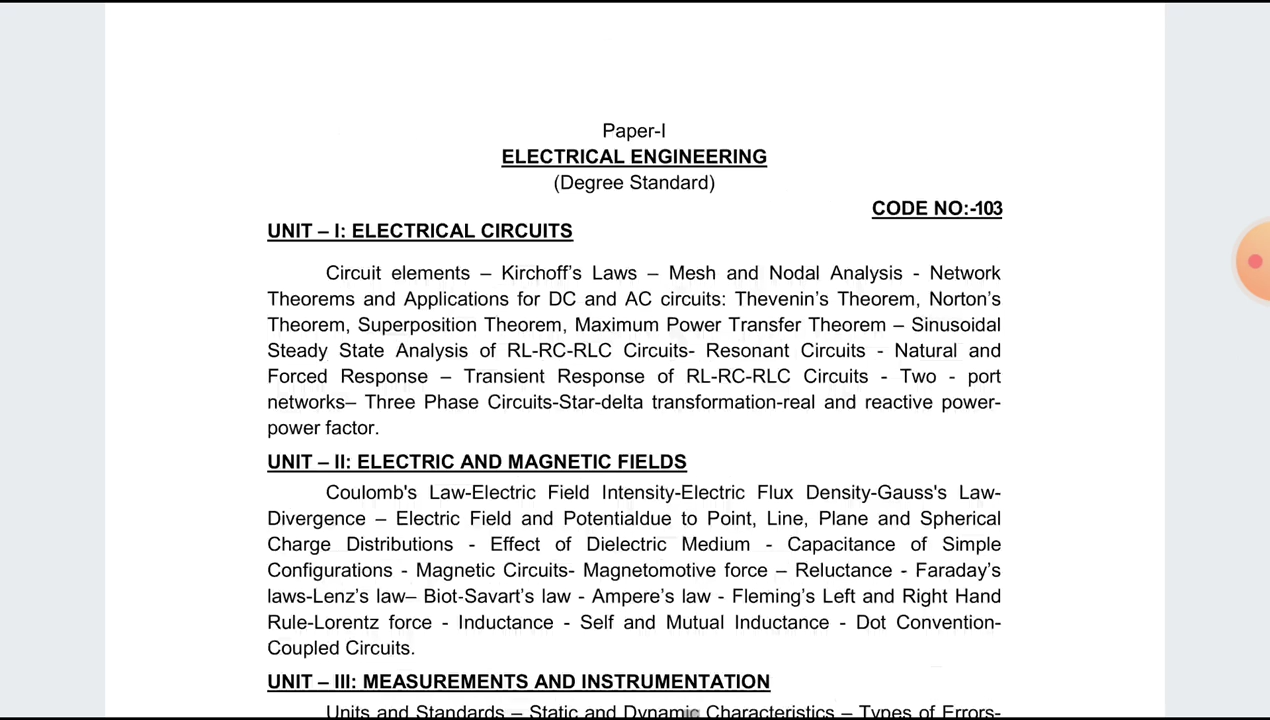 Paper-I
ELECTRICAL ENGINEERING
(Degree Standard)
CODE NO:-103
UNIT – I: ELECTRICAL CIRCUITS
Circuit elements – Kirchoff’s Laws – Mesh and Nodal Analysis - Network
Theorems and Applications for DC and AC circuits: Thevenin’s Theorem, Norton’s
Theorem, Superposition Theorem, Maximum Power Transfer Theorem – Sinusoidal
Steady State Analysis of RL-RC-RLC Circuits- Resonant Circuits - Natural and
Forced Response – Transient Response of RL-RC-RLC Circuits - Two - port
networks– Three Phase Circuits-Star-delta transformation-real and reactive power-
power factor.
UNIT – II: ELECTRIC AND MAGNETIC FIELDS
Coulomb's Law-Electric Field Intensity-Electric Flux Density-Gauss's Law-
Divergence – Electric Field and Potentialdue to Point, Line, Plane and Spherical
Charge Distributions - Effect of Dielectric Medium - Capacitance of Simple
Configurations - Magnetic Circuits- Magnetomotive force – Reluctance - Faraday’s
laws-Lenz’s law– Biot-Savart’s law - Ampere’s law - Fleming’s Left and Right Hand
Rule-Lorentz force - Inductance - Self and Mutual Inductance - Dot Convention-
Coupled Circuits.
UNIT – III: MEASUREMENTS AND INSTRUMENTATION
Units and Standards – Static and Dynamic Characteristics – Types of Errors-